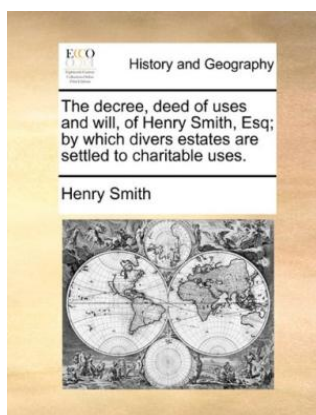 ECCO
History and Geography
The decree, deed of uses
and will, of Henry Smith, Esq;
by which divers estates are
settled to charitable uses.
Henry Smith